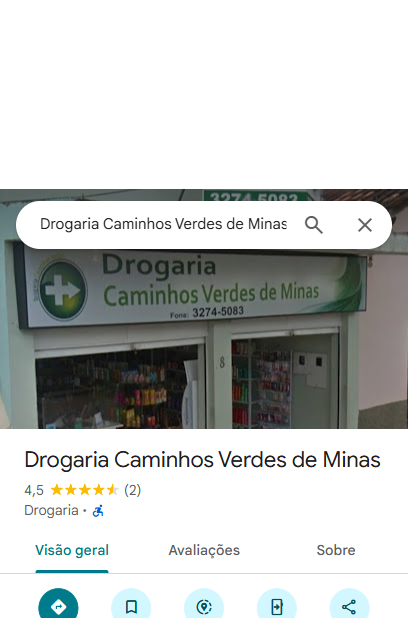 3274-5083
Drogaria Caminhos Verdes de Minas
Drogaria
Caminhos Verdes de Minas
Fone: 3274-5083
8
Drogaria Caminhos Verdes de Minas
4,5 (2)
Drogaria ·
Visão geral Avaliações Sobre